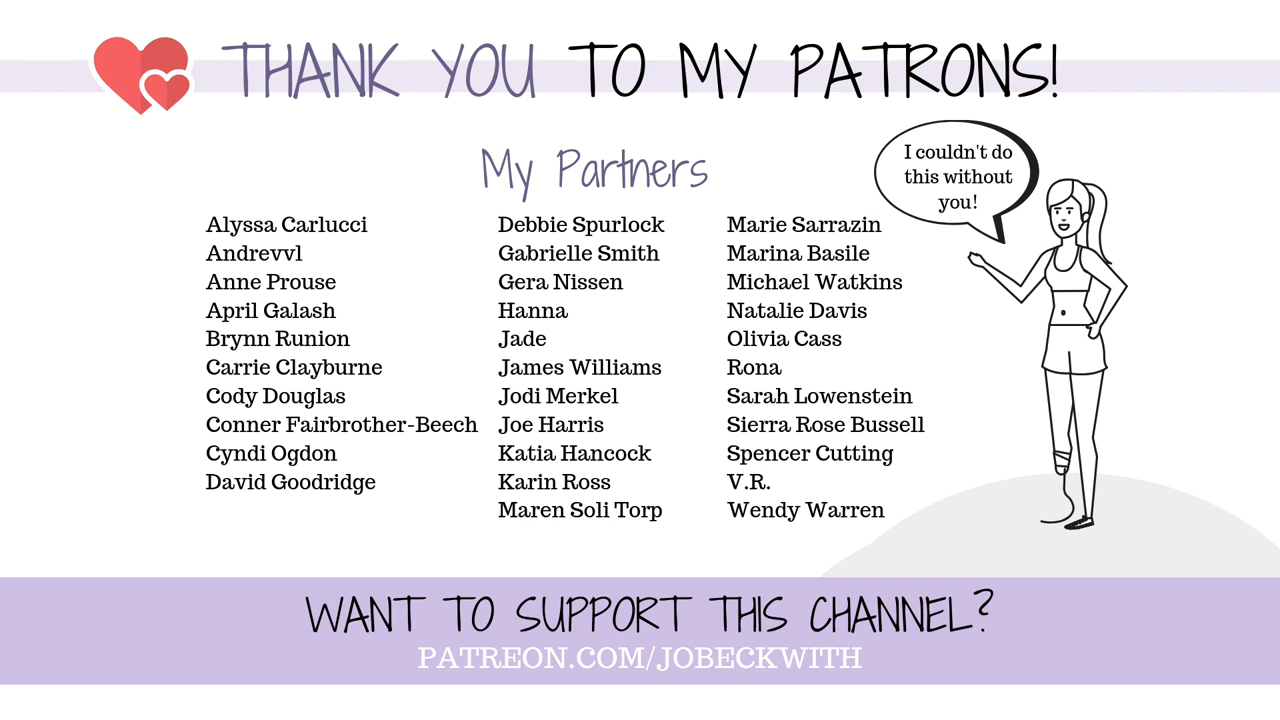 THANK YOU TO MY PATRONS!
My Partners
I couldn't do
this without
you!
Alyssa Carlucci
Andrevvl
Anne Prouse
April Galash
Brynn Runion
Carrie Clayburne
Cody Douglas
Conner Fairbrother-Beech
Cyndi Ogdon
David Goodridge
Debbie Spurlock
Gabrielle Smith
Gera Nissen
Hanna
Jade
James Williams
Jodi Merkel
Joe Harris
Katia Hancock
Karin Ross
Maren Soli Torp
Marie Sarrazin
Marina Basile
Michael Watkins
Natalie Davis
Olivia Cass
Rona
Sarah Lowenstein
Sierra Rose Bussell
Spencer Cutting
V.R.
Wendy Warren
WANT TO SUPPORT THIS CHANNEL?
PATREON.COM/JOBECKWITH